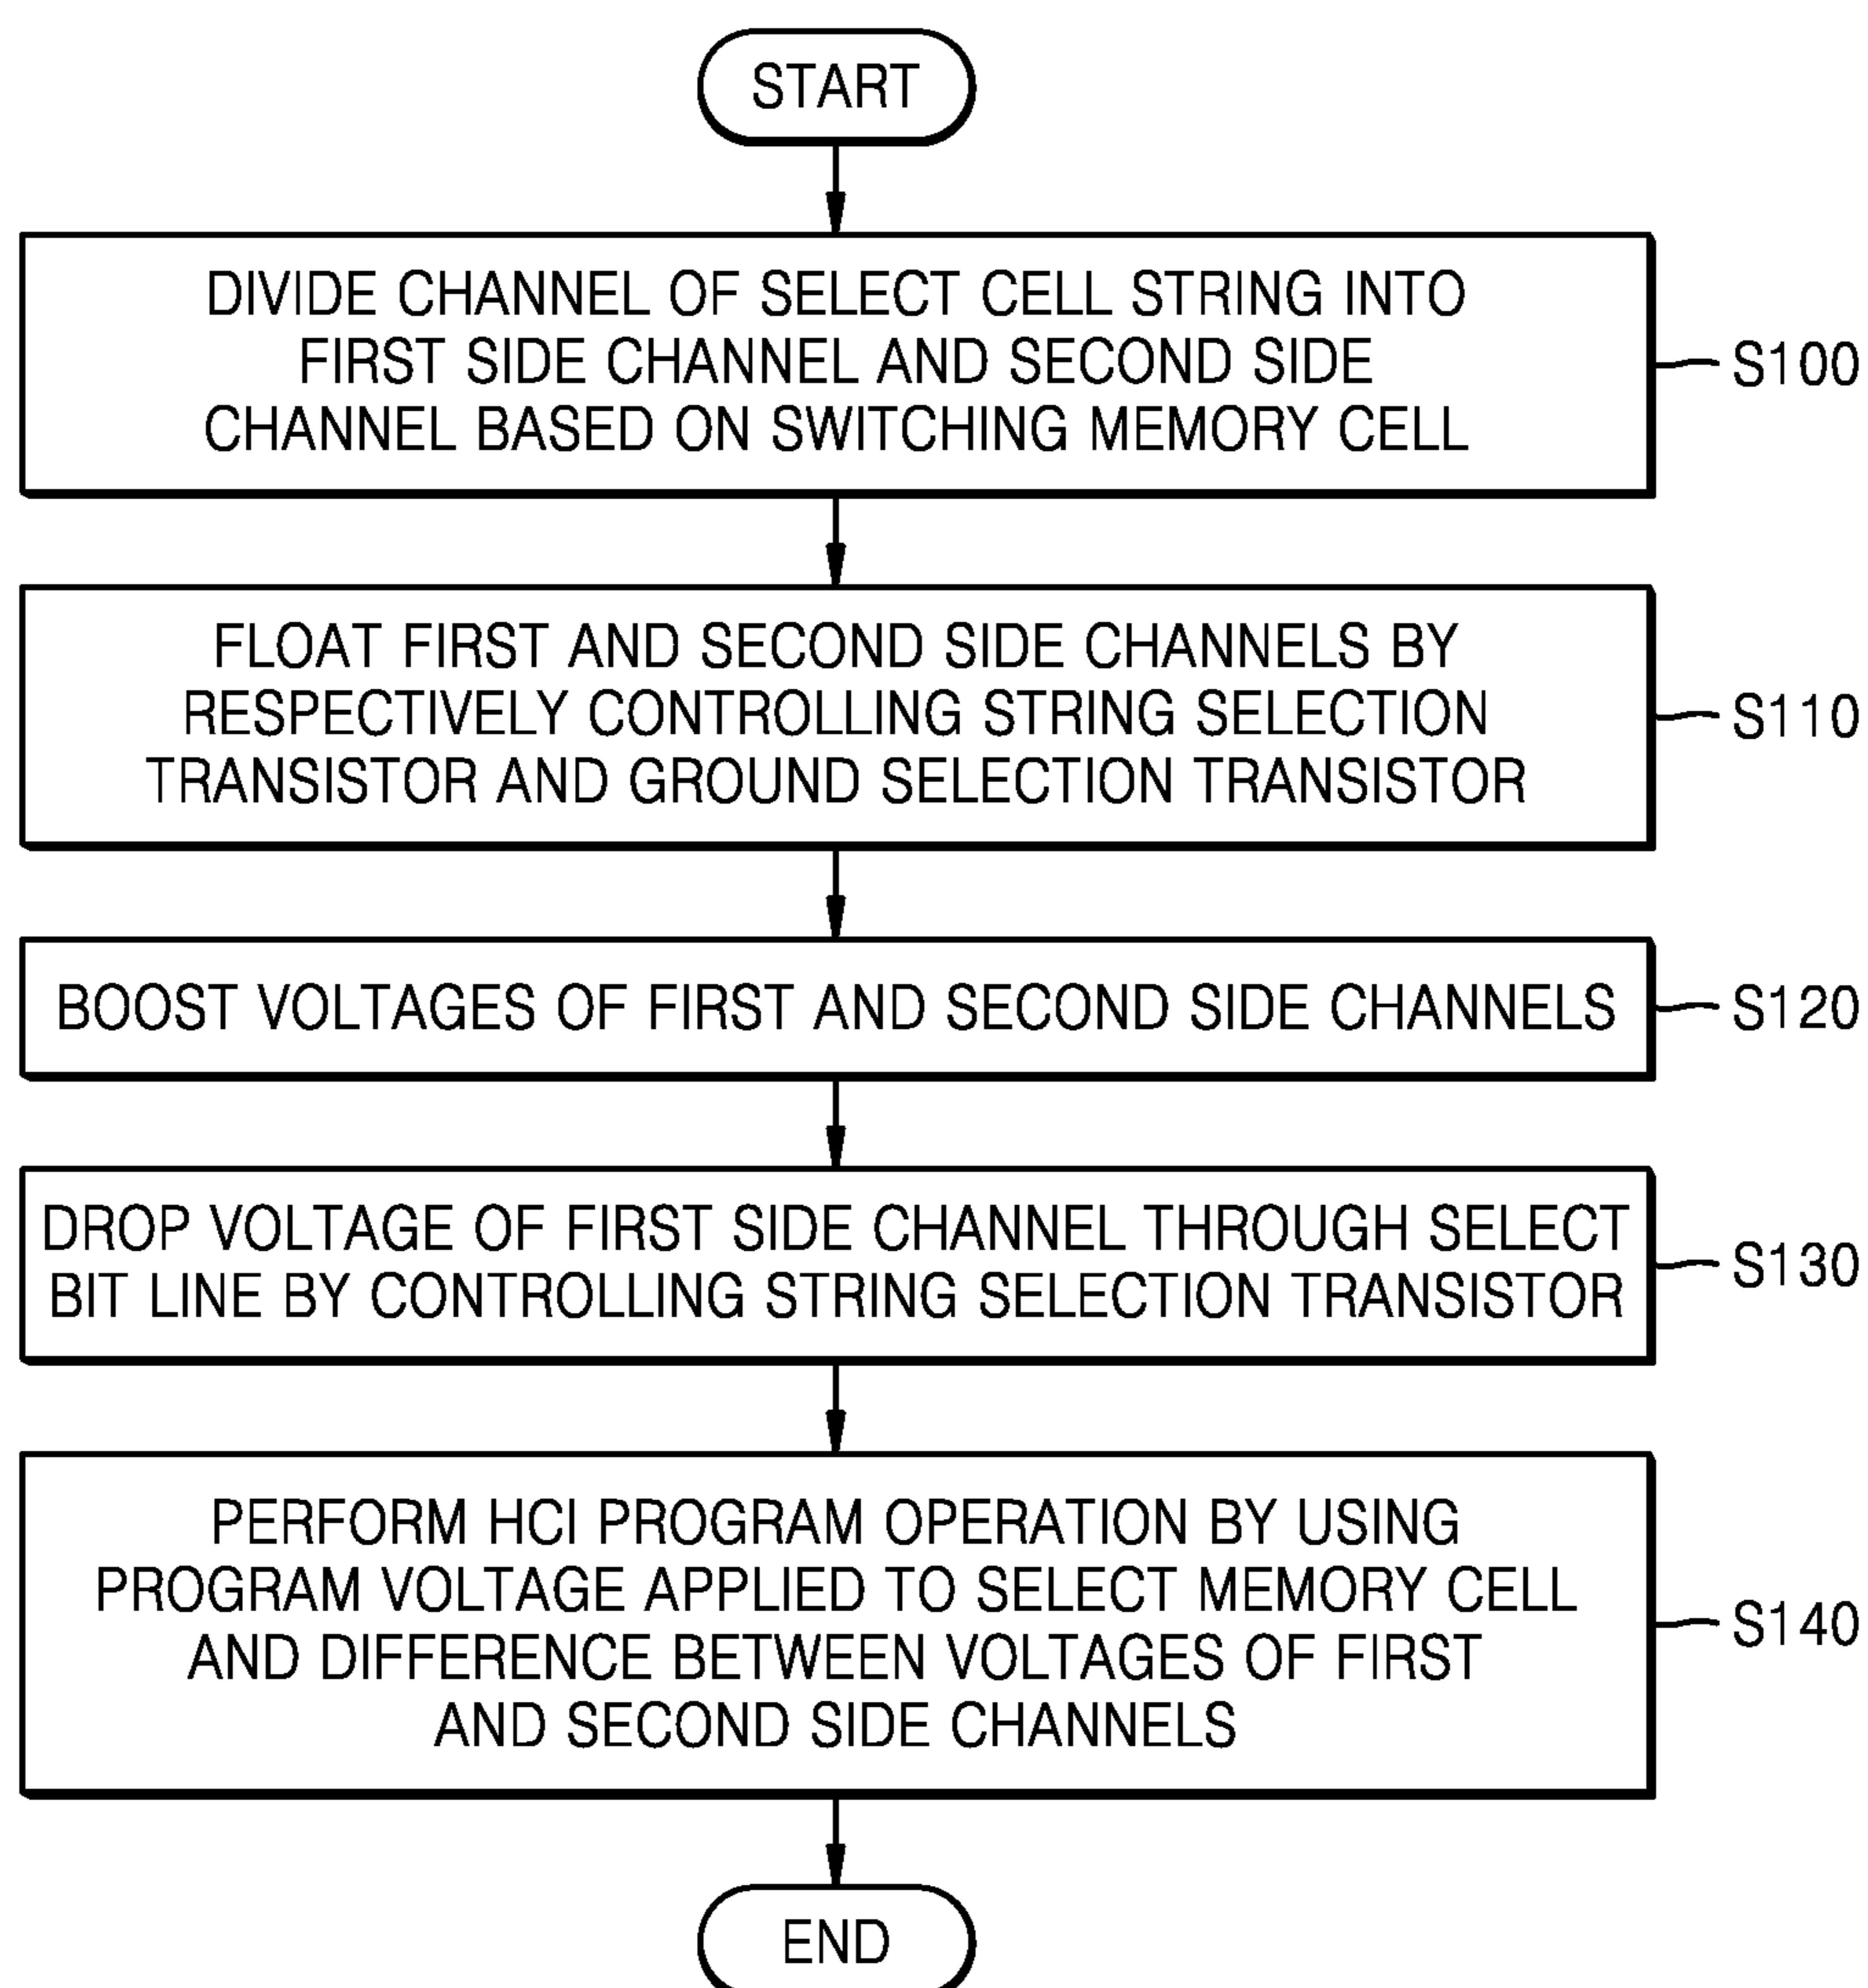 START
DIVIDE CHANNEL OF SELECT CELL STRING INTO
FIRST SIDE CHANNEL AND SECOND SIDE
CHANNEL BASED ON SWITCHING MEMORY CELL
S100
FLOAT FIRST AND SECOND SIDE CHANNELS BY
RESPECTIVELY CONTROLLING STRING SELECTION
TRANSISTOR AND GROUND SELECTION TRANSISTOR
S110
BOOST VOLTAGES OF FIRST AND SECOND SIDE CHANNELS
S120
DROP VOLTAGE OF FIRST SIDE CHANNEL THROUGH SELECT
BIT LINE BY CONTROLLING STRING SELECTION TRANSISTOR
S130
PERFORM HCI PROGRAM OPERATION BY USING
PROGRAM VOLTAGE APPLIED TO SELECT MEMORY CELL
AND DIFFERENCE BETWEEN VOLTAGES OF FIRST
AND SECOND SIDE CHANNELS
S140
END